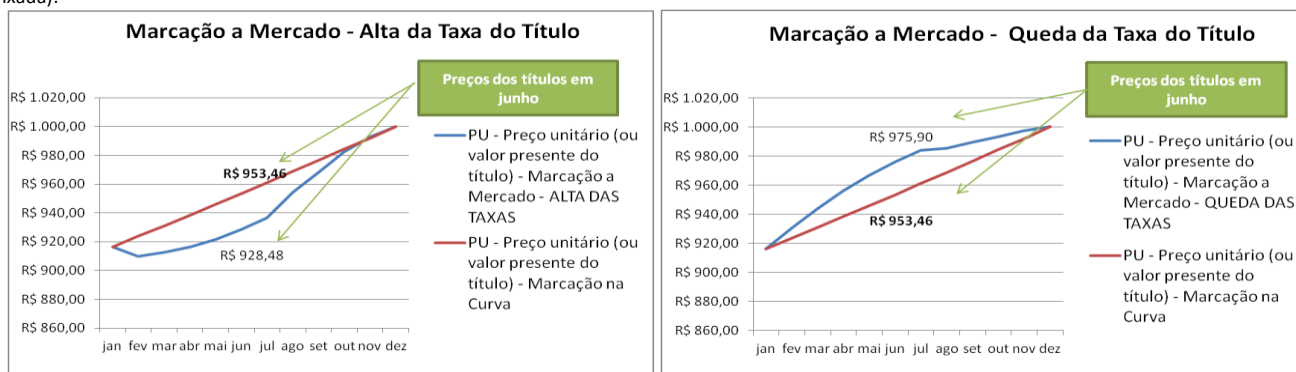 ixada).
Marcação a Mercado - Alta da Taxa do Título
Preços dos títulos em
junho
R$ 1.020,00
R$ 1.000,00
R$ 980,00
R$ 960,00
R$ 940,00
R$ 920,00
R$ 900,00
R$ 880,00
R$ 860,00
R$ 953,46
R$ 928,48
jan fev mar abr mai jun jul ago set out nov dez
PU - Preço unitário (ou
valor presente do
título) - Marcação a
Mercado - ALTA DAS
TAXAS
PU - Preço unitário (ou
valor presente do
título) - Marcação na
Curva
Marcação a Mercado - Queda da Taxa do Título
Preços dos títulos em
junho
R$ 1.020,00
R$ 1.000,00
R$ 980,00
R$ 960,00
R$ 940,00
R$ 920,00
R$ 900,00
R$ 880,00
R$ 860,00
R$ 975,90
R$ 953,46
jan fev mar abr mai jun jul ago set out nov dez
PU - Preço unitário (ou
valor presente do
título) - Marcação a
Mercado - QUEDA DAS
TAXAS
PU - Preço unitário (ou
valor presente do
título) - Marcação na
Curva